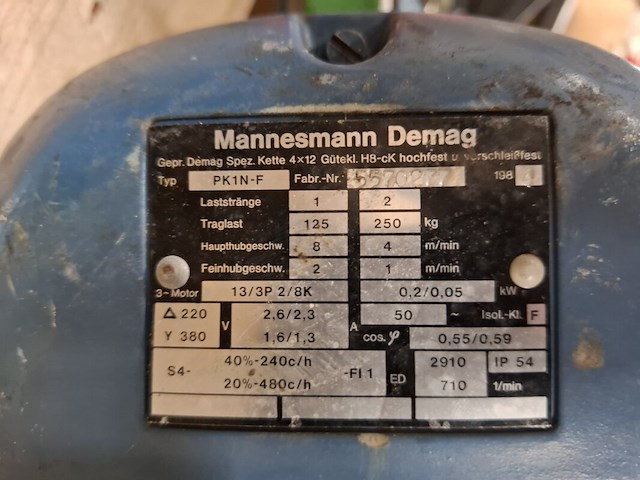 Mannesmann Demag
Gepr. Demag Spez. Kette 4x12 Gütekl. H8-cK hochfest u. verschleißfest
Typ PK1N-F Fabr.-Nr. 198
Laststränge 1 2
Traglast 125 250 kg
Haupthubgeschw. 8 4 m/min
Feinhubgeschw. 2 1 m/min
3~ Motor 13/3P 2/8K 0,2/0,05 kW
Δ 220 V 2,6/2,3 A 50 ~ Isol.-Kl. F
Y 380 1,6/1,3 cos φ 0,55/0,59
S4- 40%-240c/h -FI 1 ED 2910 IP 54
20%-480c/h 710 1/min